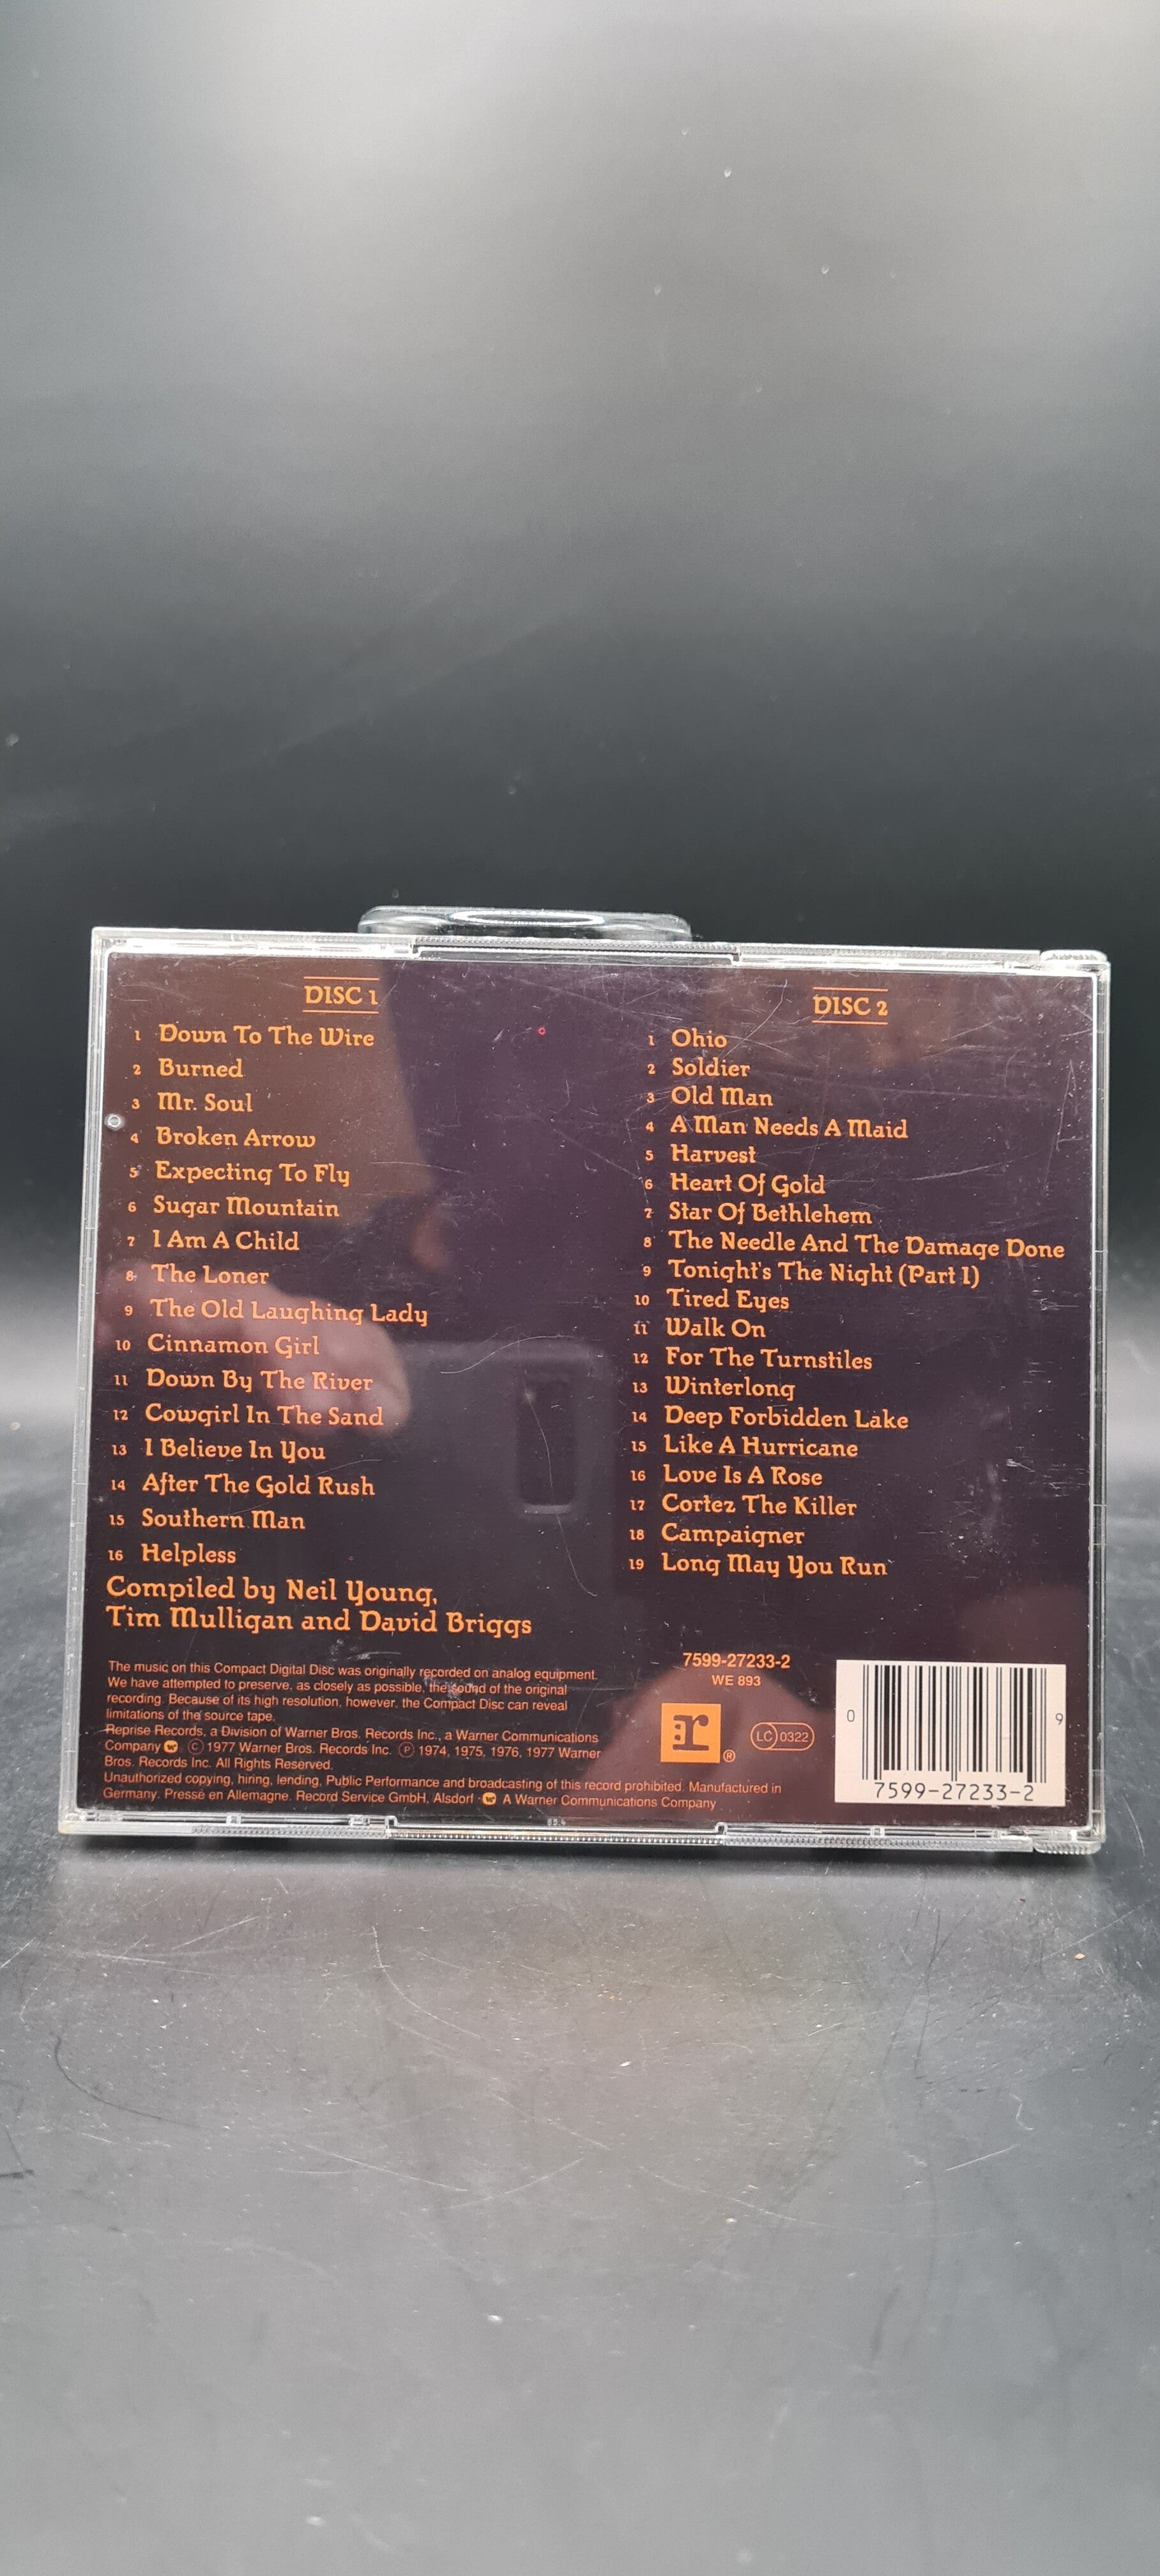 DISC 1
1 Down To The Wire
2 Burned
3 Mr. Soul
4 Broken Arrow
5 Expecting To Fly
6 Sugar Mountain
7 I Am A Child
8 The Loner
9 The Old Laughing Lady
10 Cinnamon Girl
11 Down By The River
12 Cowgirl In The Sand
13 I Believe In You
14 After The Gold Rush
15 Southern Man
16 Helpless
Compiled by Neil Young,
Tim Mulligan and David Briggs
DISC 2
1 Ohio
2 Soldier
3 Old Man
4 A Man Needs A Maid
5 Harvest
6 Heart Of Gold
7 Star Of Bethlehem
8 The Needle And The Damage Done
9 Tonight's The Night (Part 1)
10 Tired Eyes
11 Walk On
12 For The Turnstiles
13 Winterlong
14 Deep Forbidden Lake
15 Like A Hurricane
16 Love Is A Rose
17 Cortez The Killer
18 Campaigner
19 Long May You Run
The music on this Compact Digital Disc was originally recorded on analog equipment.
We have attempted to preserve, as closely as possible, the sound of the original
recording. Because of its high resolution, however, the Compact Disc can reveal
limitations of the source tape.
Reprise Records, a Division of Warner Bros. Records Inc., a Warner Communications
Company W. © 1977 Warner Bros. Records Inc. ℗ 1974, 1975, 1976, 1977 Warner
Bros. Records Inc. All Rights Reserved.
Unauthorized copying, hiring, lending, Public Performance and broadcasting of this record prohibited. Manufactured in
Germany. Pressé en Allemagne. Record Service GmbH, Alsdorf · W A Warner Communications Company
7599-27233-2
WE 893
r: ®
LC 0322
0 9
7599-27233-2